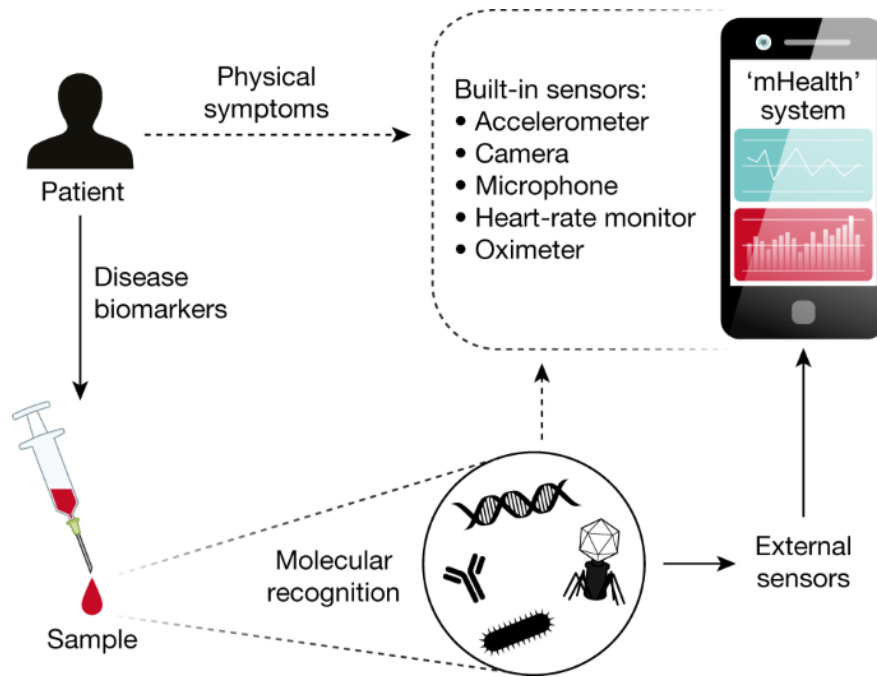 Physical
symptoms
Patient
Built-in sensors:
• Accelerometer
• Camera
• Microphone
• Heart-rate monitor
• Oximeter
‘mHealth’
system
Disease
biomarkers
Molecular
recognition
External
sensors
Sample